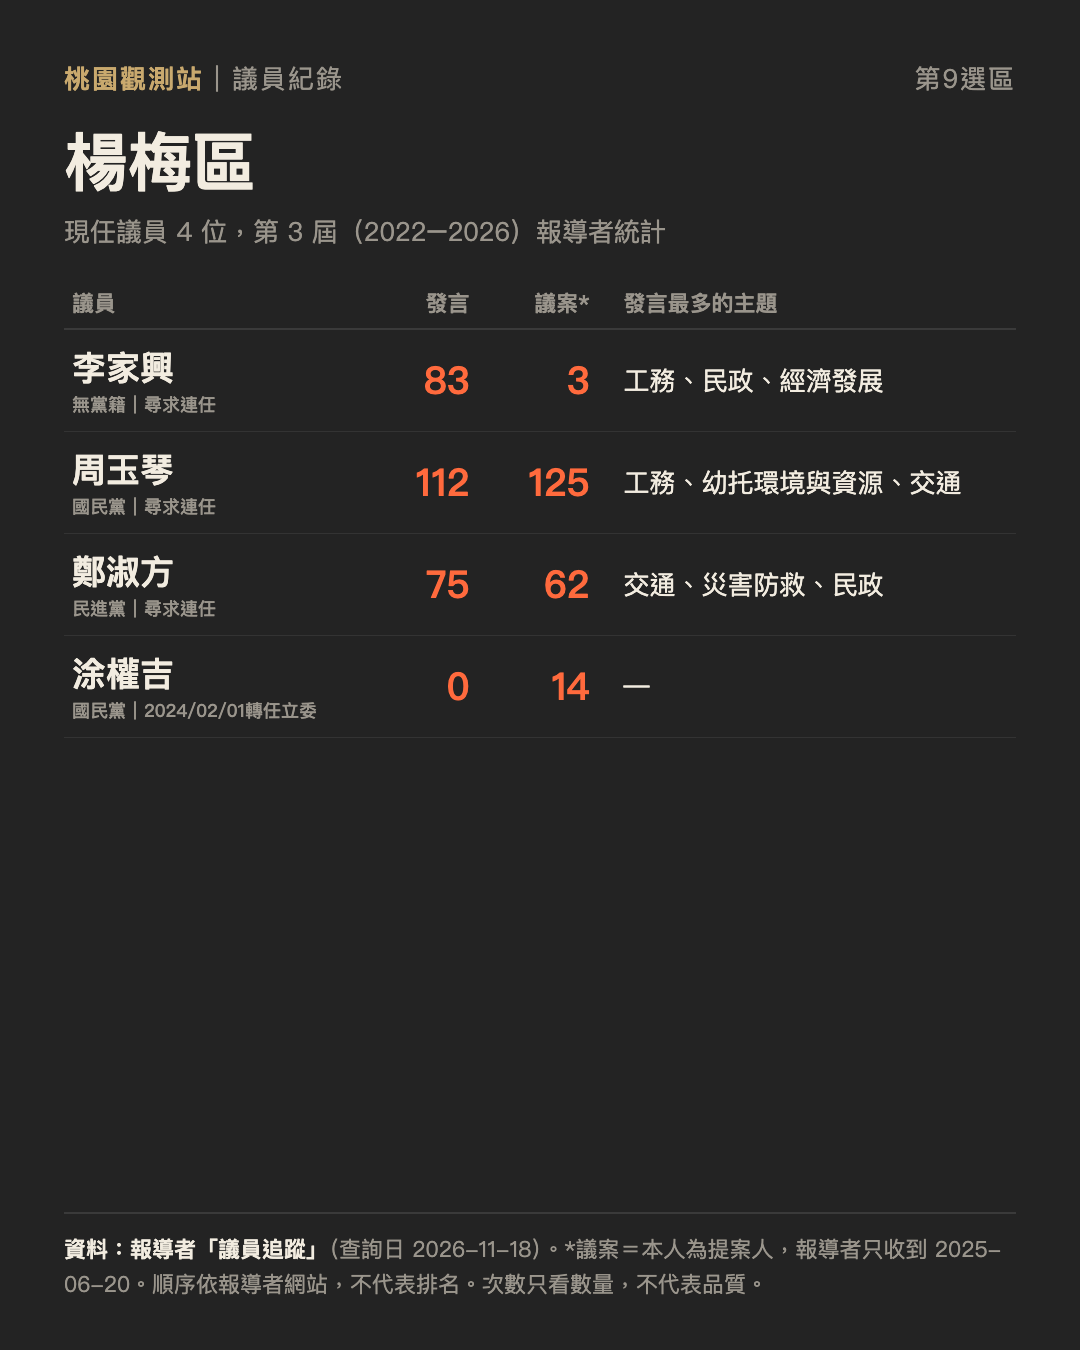 桃園觀測站｜議員紀錄
第9選區
楊梅區
現任議員 4 位，第 3 屆（2022—2026）報導者統計
議員 發言 議案* 發言最多的主題
李家興
無黨籍｜尋求連任
83 3 工務、民政、經濟發展
周玉琴
國民黨｜尋求連任
112 125 工務、幼托環境與資源、交通
鄭淑方
民進黨｜尋求連任
75 62 交通、災害防救、民政
涂權吉
國民黨｜2024/02/01轉任立委
0 14 —
資料：報導者「議員追蹤」（查詢日 2026–11–18）。*議案＝本人為提案人，報導者只收到 2025–
06–20。順序依報導者網站，不代表排名。次數只看數量，不代表品質。